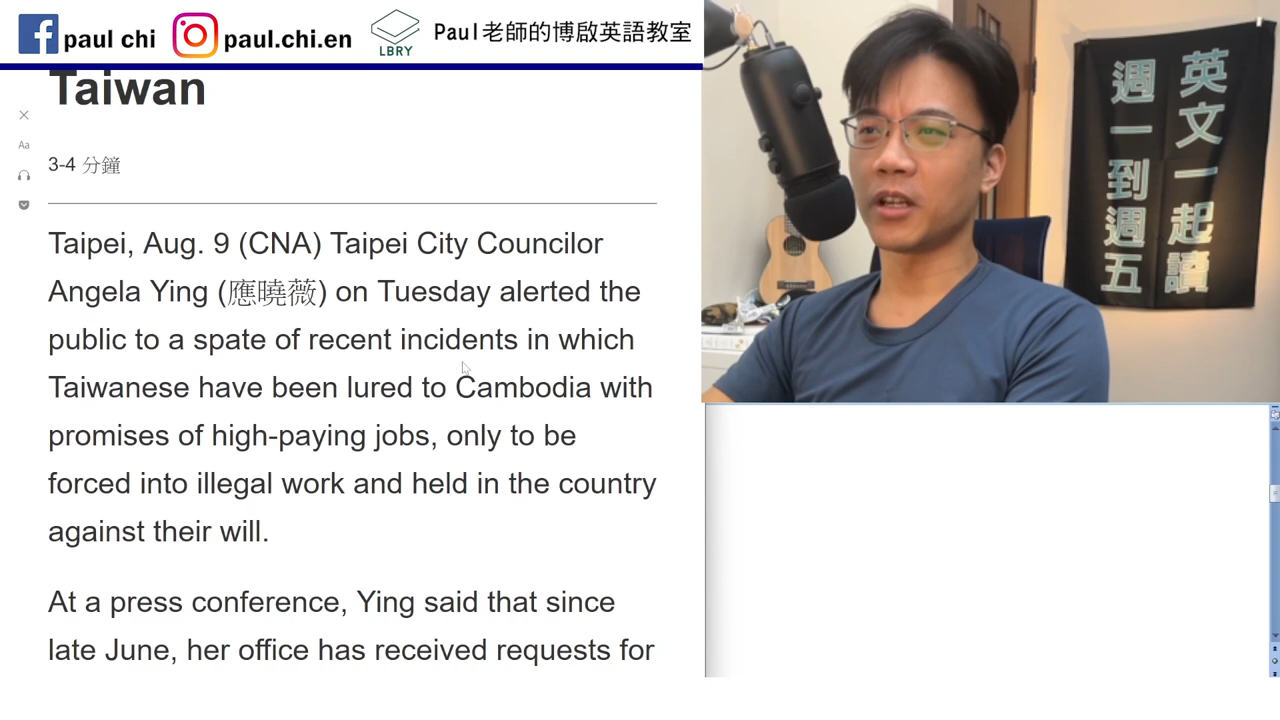 paul chi
paul.chi.en
LBRY
Paul老師的博啟英語教室
Taiwan
Aa
3-4 分鐘
Taipei, Aug. 9 (CNA) Taipei City Councilor
Angela Ying (應曉薇) on Tuesday alerted the
public to a spate of recent incidents in which
Taiwanese have been lured to Cambodia with
promises of high-paying jobs, only to be
forced into illegal work and held in the country
against their will.
At a press conference, Ying said that since
late June, her office has received requests for
英文一起讀
週一到週五